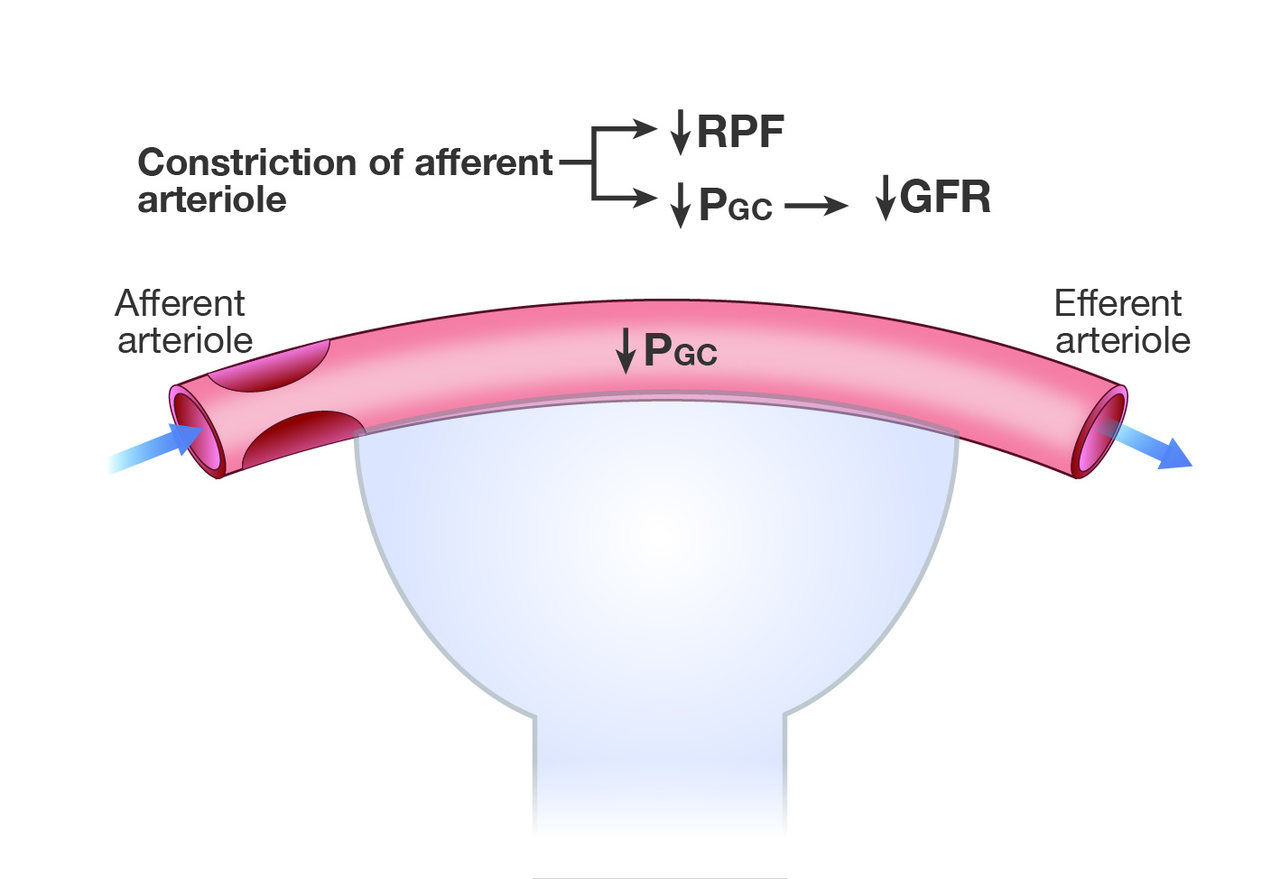 ↓RPF
Constriction of afferent
arteriole
↓PGC → ↓GFR
Afferent
arteriole
Efferent
arteriole
↓PGC